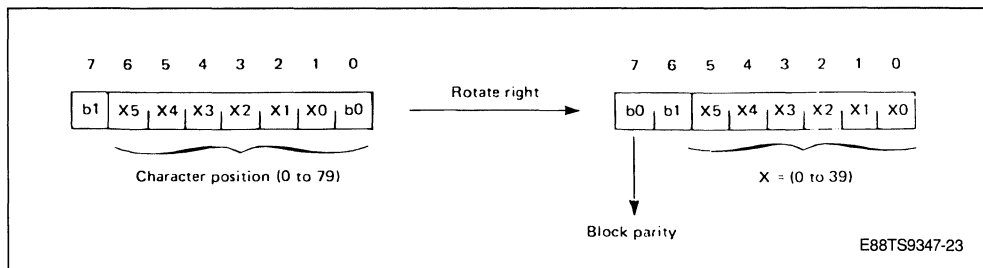 7 6 5 4 3 2 1 0
b1 X5 X4 X3 X2 X1 X0 b0
Character position (0 to 79)
Rotate right
7 6 5 4 3 2 1 0
b0 b1 X5 X4 X3 X2 X1 X0
X = (0 to 39)
Block parity
E88TS9347-23